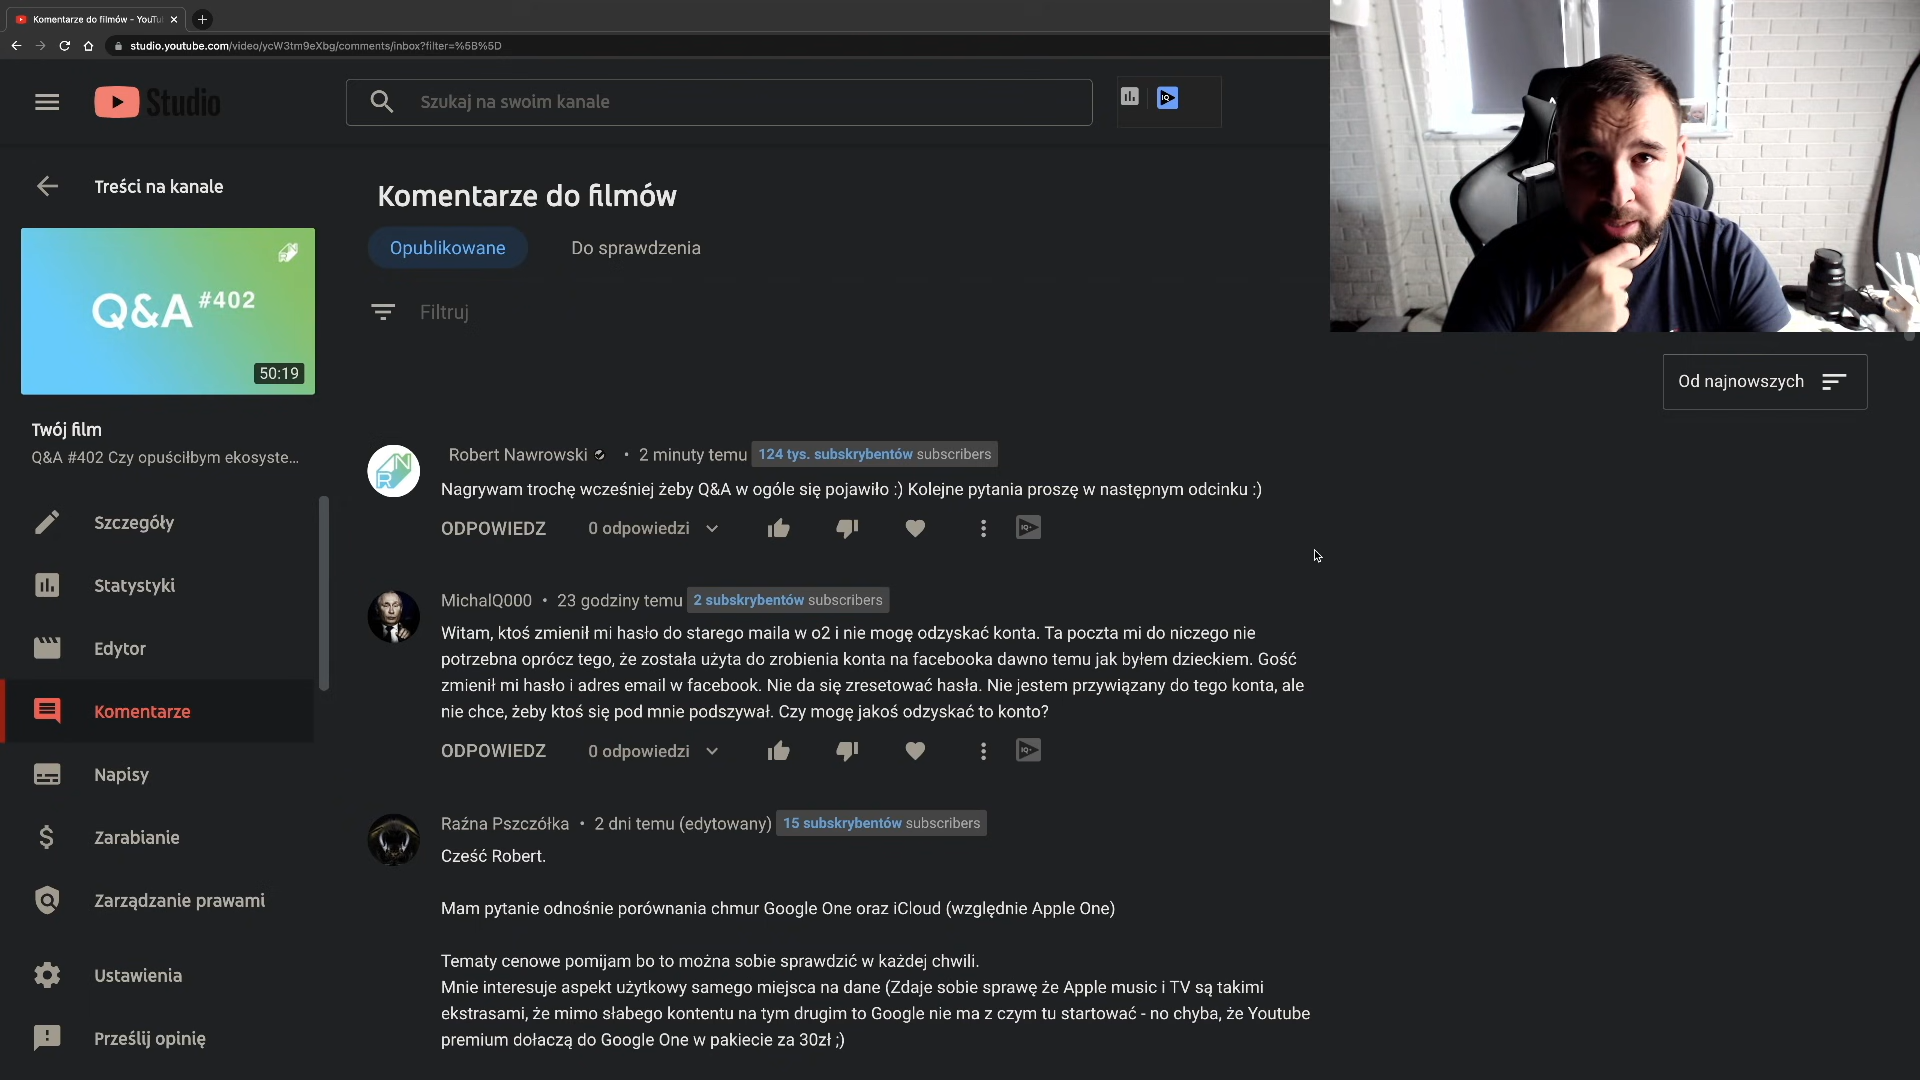 Komentarze do filmów - YouTu
studio.youtube.com/video/ycW3tm9eXbg/comments/inbox?filter=%5B%5D
Studio
Szukaj na swoim kanale
IQ
Treści na kanale
Q&A #402
50:19
Twój film
Q&A #402 Czy opuściłbym ekosyste...
Szczegóły
Statystyki
Edytor
Komentarze
Napisy
Zarabianie
Zarządzanie prawami
Ustawienia
Prześlij opinię
Komentarze do filmów
Opublikowane
Do sprawdzenia
Filtruj
Od najnowszych
Robert Nawrowski • 2 minuty temu 124 tys. subskrybentów subscribers
Nagrywam trochę wcześniej żeby Q&A w ogóle się pojawiło :) Kolejne pytania proszę w następnym odcinku :)
ODPOWIEDZ 0 odpowiedzi
MichalQ000 • 23 godziny temu 2 subskrybentów subscribers
Witam, ktoś zmienił mi hasło do starego maila w o2 i nie mogę odzyskać konta. Ta poczta mi do niczego nie
potrzebna oprócz tego, że została użyta do zrobienia konta na facebooka dawno temu jak byłem dzieckiem. Gość
zmienił mi hasło i adres email w facebook. Nie da się zresetować hasła. Nie jestem przywiązany do tego konta, ale
nie chce, żeby ktoś się pod mnie podszywał. Czy mogę jakoś odzyskać to konto?
ODPOWIEDZ 0 odpowiedzi
Raźna Pszczółka • 2 dni temu (edytowany) 15 subskrybentów subscribers
Cześć Robert.
Mam pytanie odnośnie porównania chmur Google One oraz iCloud (względnie Apple One)
Tematy cenowe pomijam bo to można sobie sprawdzić w każdej chwili.
Mnie interesuje aspekt użytkowy samego miejsca na dane (Zdaje sobie sprawę że Apple music i TV są takimi
ekstrasami, że mimo słabego kontentu na tym drugim to Google nie ma z czym tu startować - no chyba, że Youtube
premium dołaczą do Google One w pakiecie za 30zł ;)